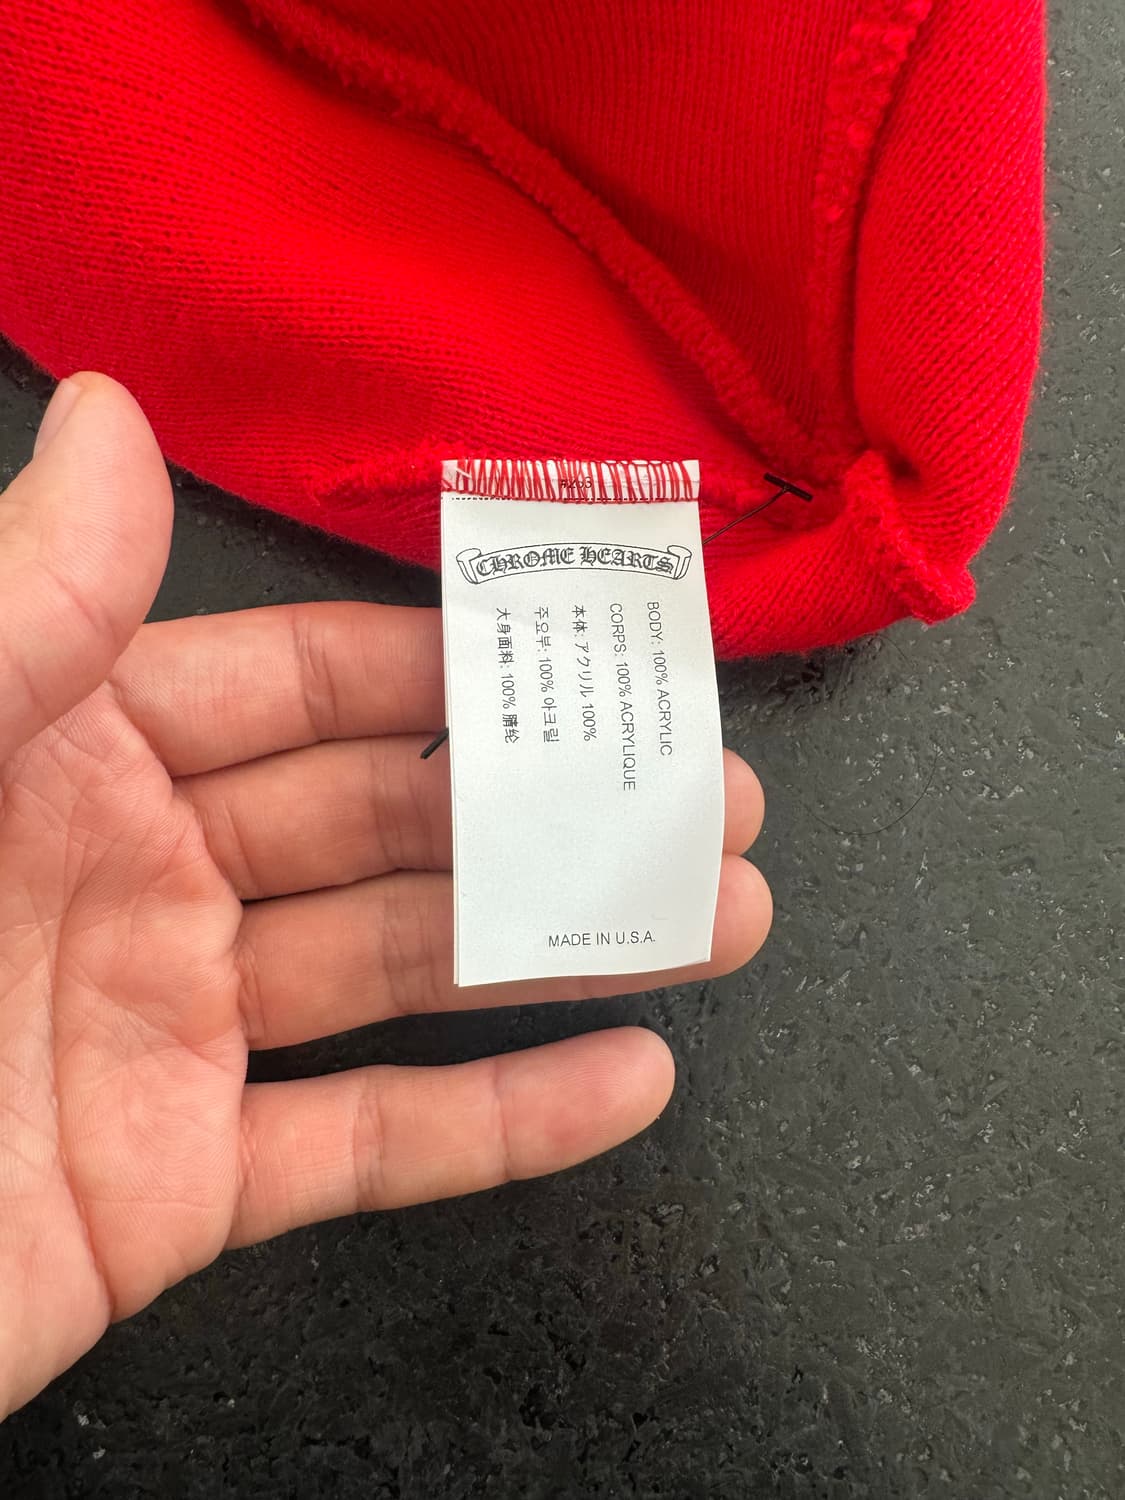 CHROME HEARTS
BODY: 100% ACRYLIC
CORPS: 100% ACRYLIQUE
本体: アクリル 100%
주요부: 100% 아크릴
大身面料: 100% 腈纶
MADE IN U.S.A.